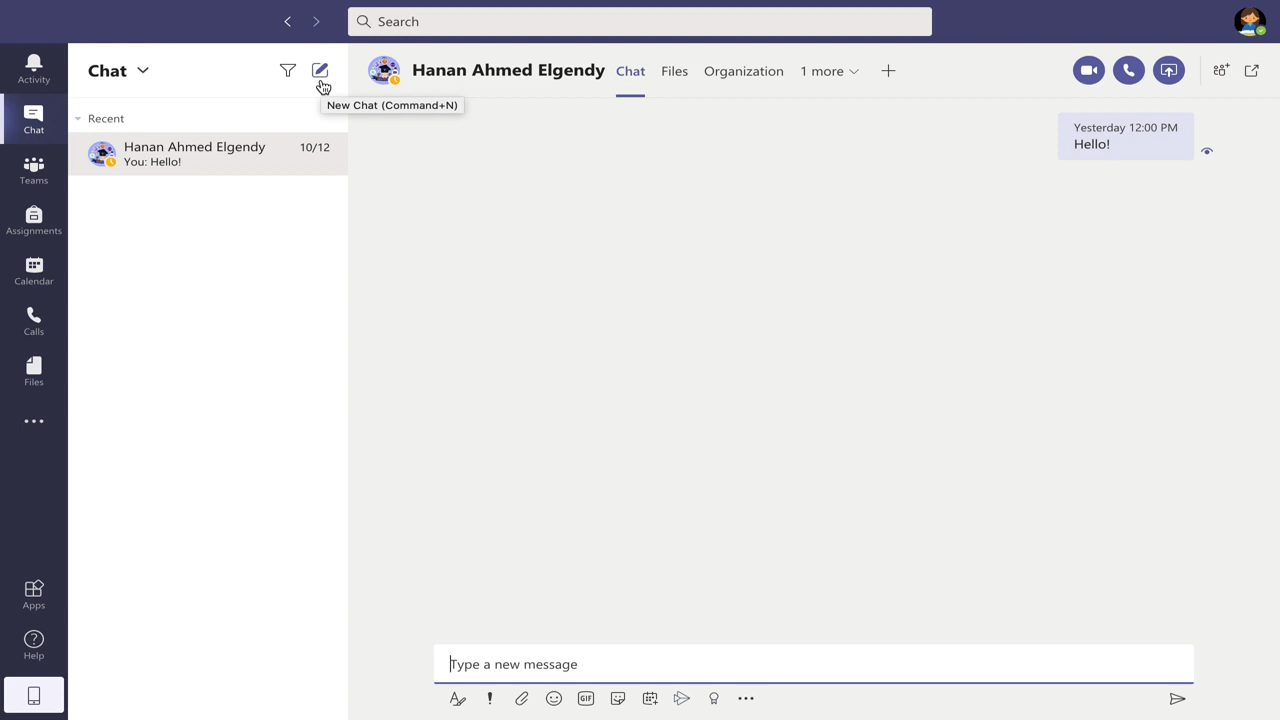 Search
Activity
Chat
Teams
Assignments
Calendar
Calls
Files
Apps
Help
Chat
New Chat (Command+N)
Recent
Hanan Ahmed Elgendy 10/12
You: Hello!
Hanan Ahmed Elgendy Chat Files Organization 1 more
Yesterday 12:00 PM
Hello!
Type a new message
GIF